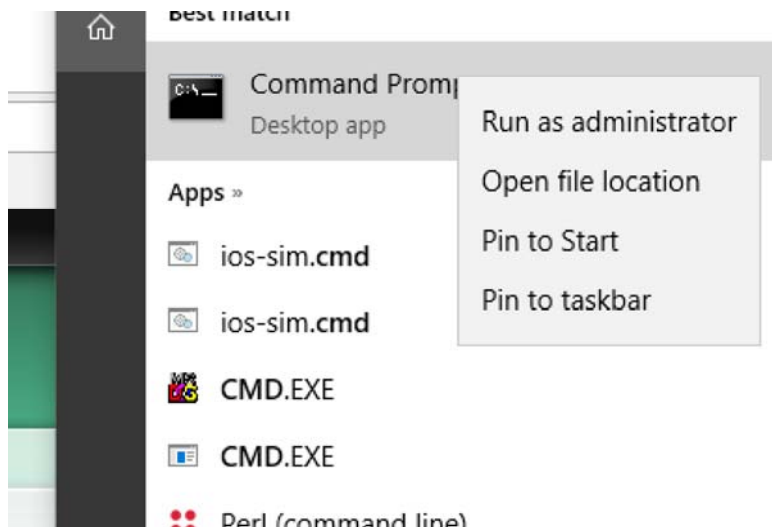 Best match
Command Prom
Desktop app
Run as administrator
Open file location
Pin to Start
Pin to taskbar
Apps »
ios-sim.cmd
ios-sim.cmd
CMD.EXE
CMD.EXE
Perl (command line)